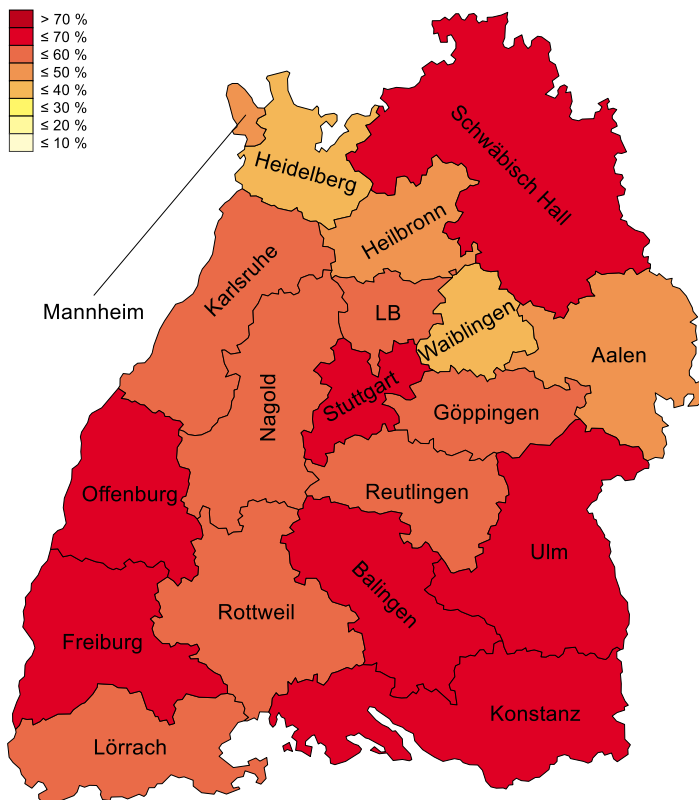 > 70 %
≤ 70 %
≤ 60 %
≤ 50 %
≤ 40 %
≤ 30 %
≤ 20 %
≤ 10 %
Schwäbisch Hall
Heidelberg
Heilbronn
Karlsruhe
Mannheim
LB
Waiblingen
Aalen
Stuttgart
Nagold
Göppingen
Offenburg
Reutlingen
Ulm
Balingen
Rottweil
Freiburg
Konstanz
Lörrach